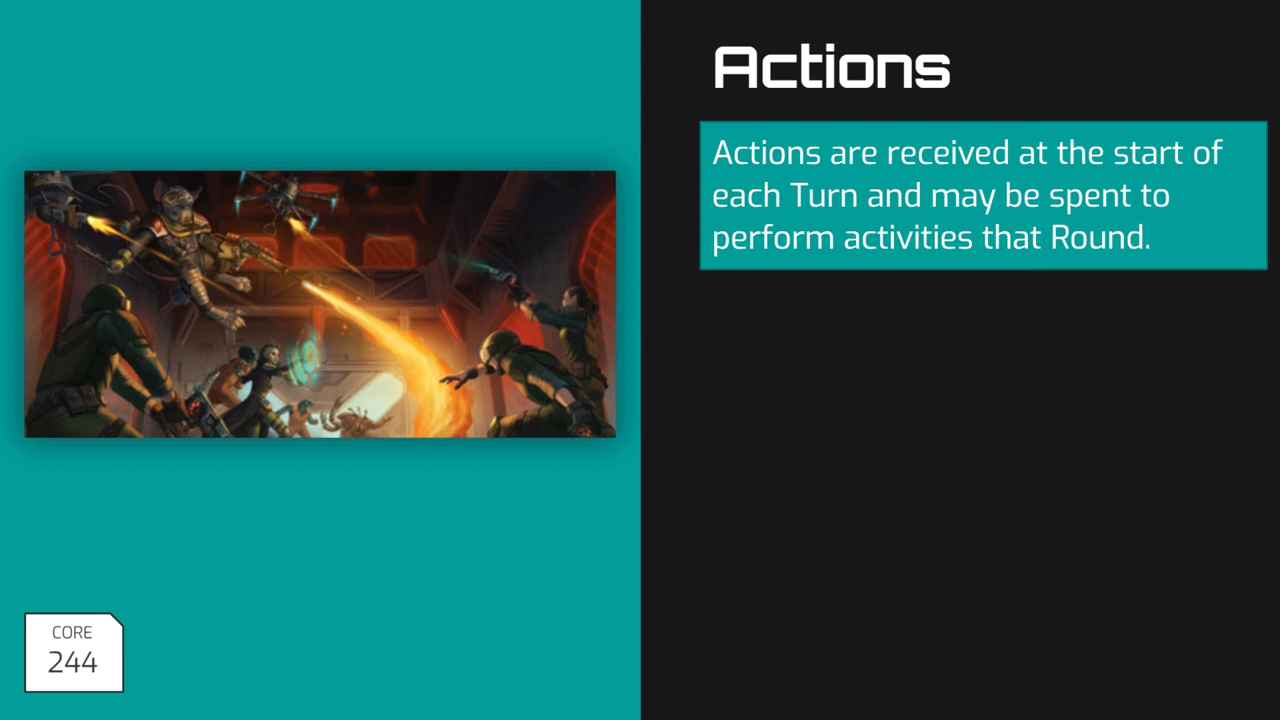 Actions
Actions are received at the start of
each Turn and may be spent to
perform activities that Round.
CORE
244